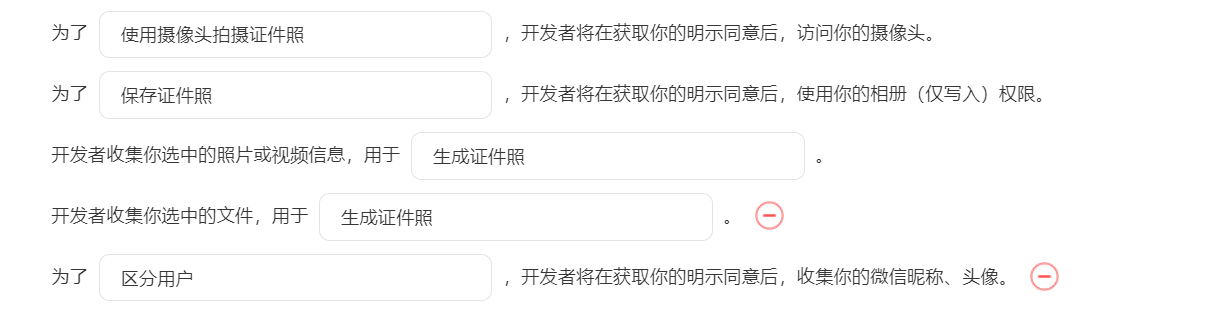 为了 使用摄像头拍摄证件照 ，开发者将在获取你的明示同意后，访问你的摄像头。
为了 保存证件照 ，开发者将在获取你的明示同意后，使用你的相册（仅写入）权限。
开发者收集你选中的照片或视频信息，用于 生成证件照 。
开发者收集你选中的文件，用于 生成证件照 。
为了 区分用户 ，开发者将在获取你的明示同意后，收集你的微信昵称、头像。